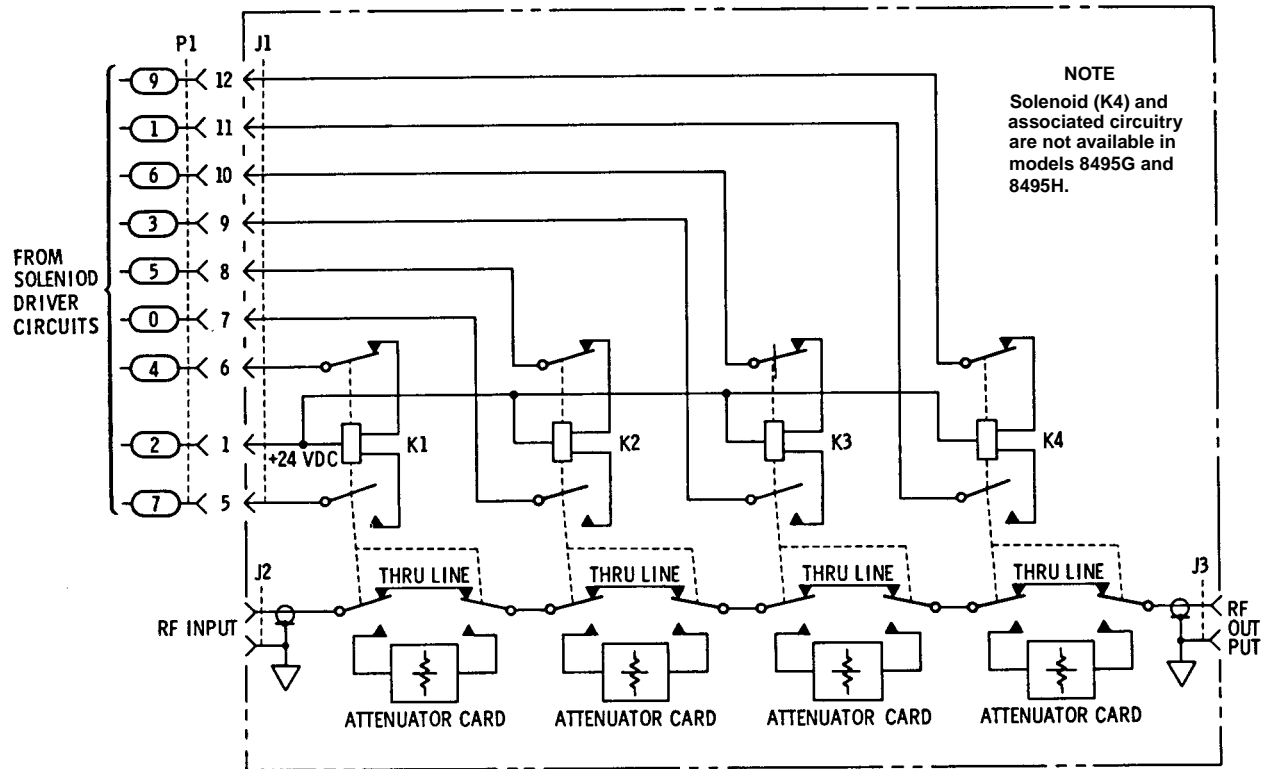 P1 J1
9 12
1 11
6 10
3 9
5 8
0 7
4 6
2 1
7 5
FROM
SOLENIOD
DRIVER
CIRCUITS
NOTE
Solenoid (K4) and
associated circuitry
are not available in
models 8495G and
8495H.
+24 VDC
K1 K2 K3 K4
J2 THRU LINE THRU LINE THRU LINE THRU LINE J3
RF INPUT
RF
OUT
PUT
ATTENUATOR CARD ATTENUATOR CARD ATTENUATOR CARD ATTENUATOR CARD